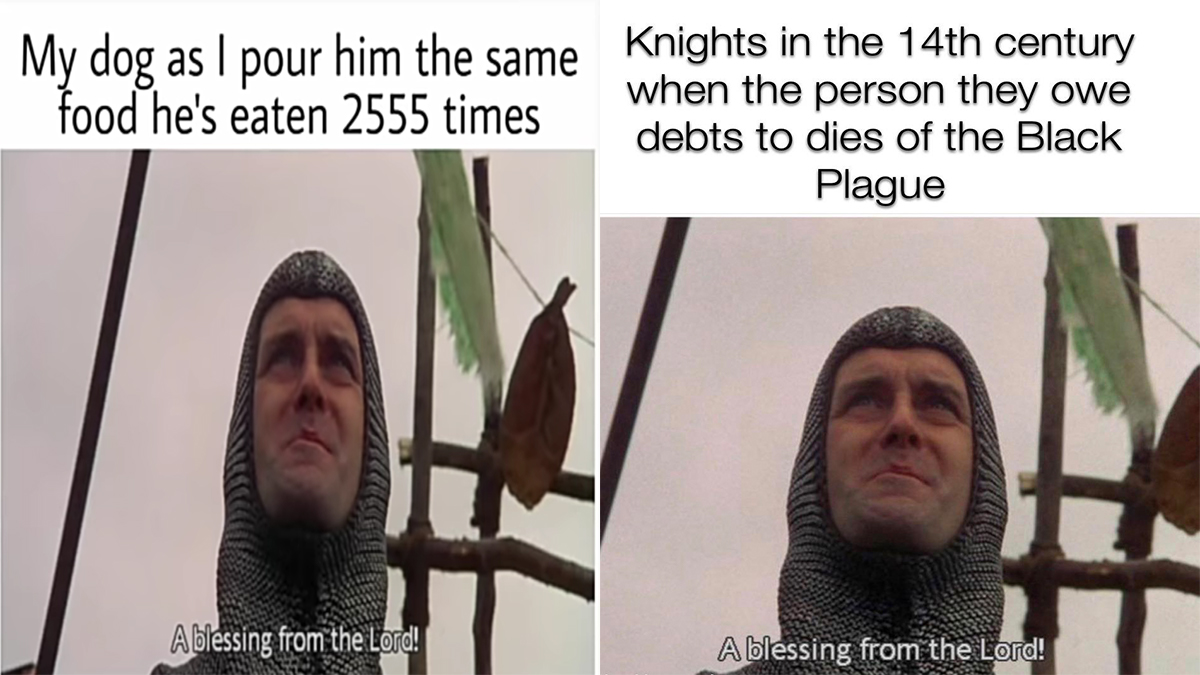 My dog as I pour him the same
food he's eaten 2555 times
A blessing from the Lord!
Knights in the 14th century
when the person they owe
debts to dies of the Black
Plague
A blessing from the Lord!